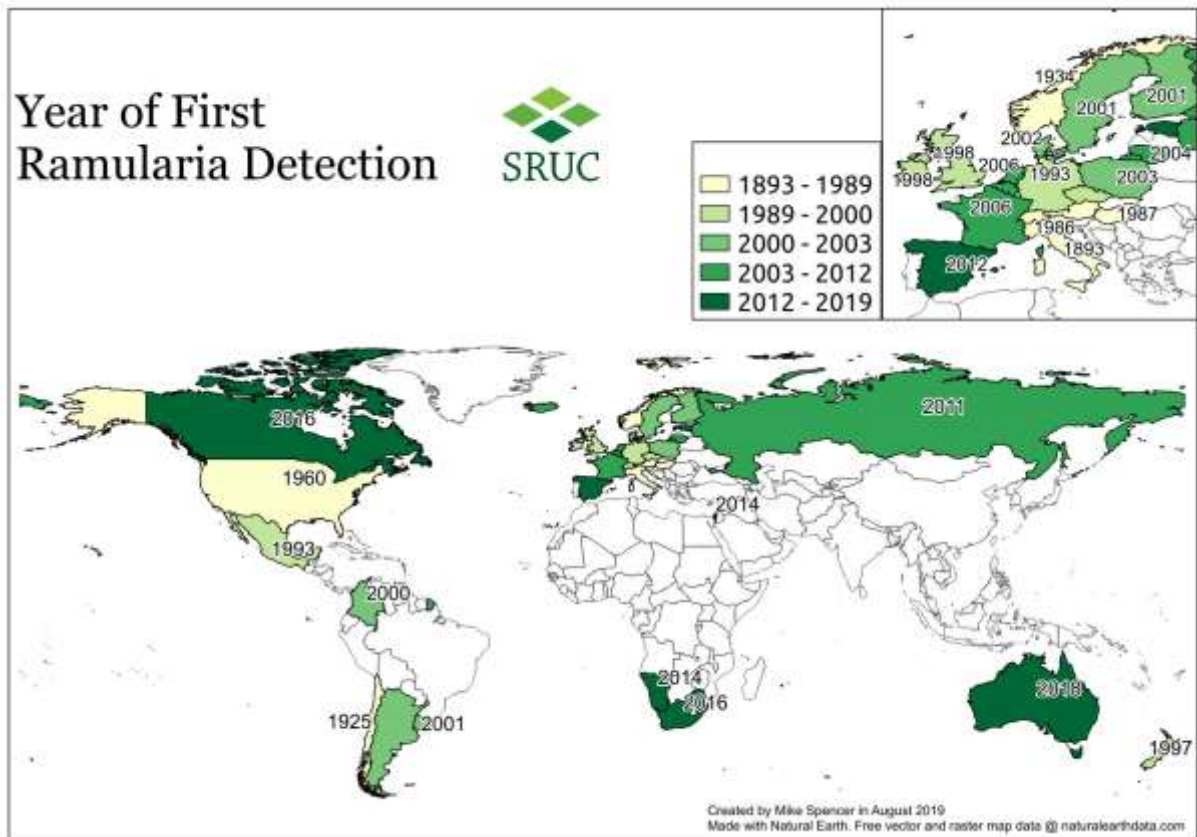 Year of First
Ramularia Detection
SRUC
1893 - 1989
1989 - 2000
2000 - 2003
2003 - 2012
2012 - 2019
1934
2001
2001
2002
2004
1998
2006
1998
1993
2003
2006
1987
1986
1893
2012
2016
2011
1960
2014
1993
2000
2014
2016
2018
1925
2001
1997
Created by Mike Spencer in August 2019
Made with Natural Earth. Free vector and raster map data @ naturalearthdata.com